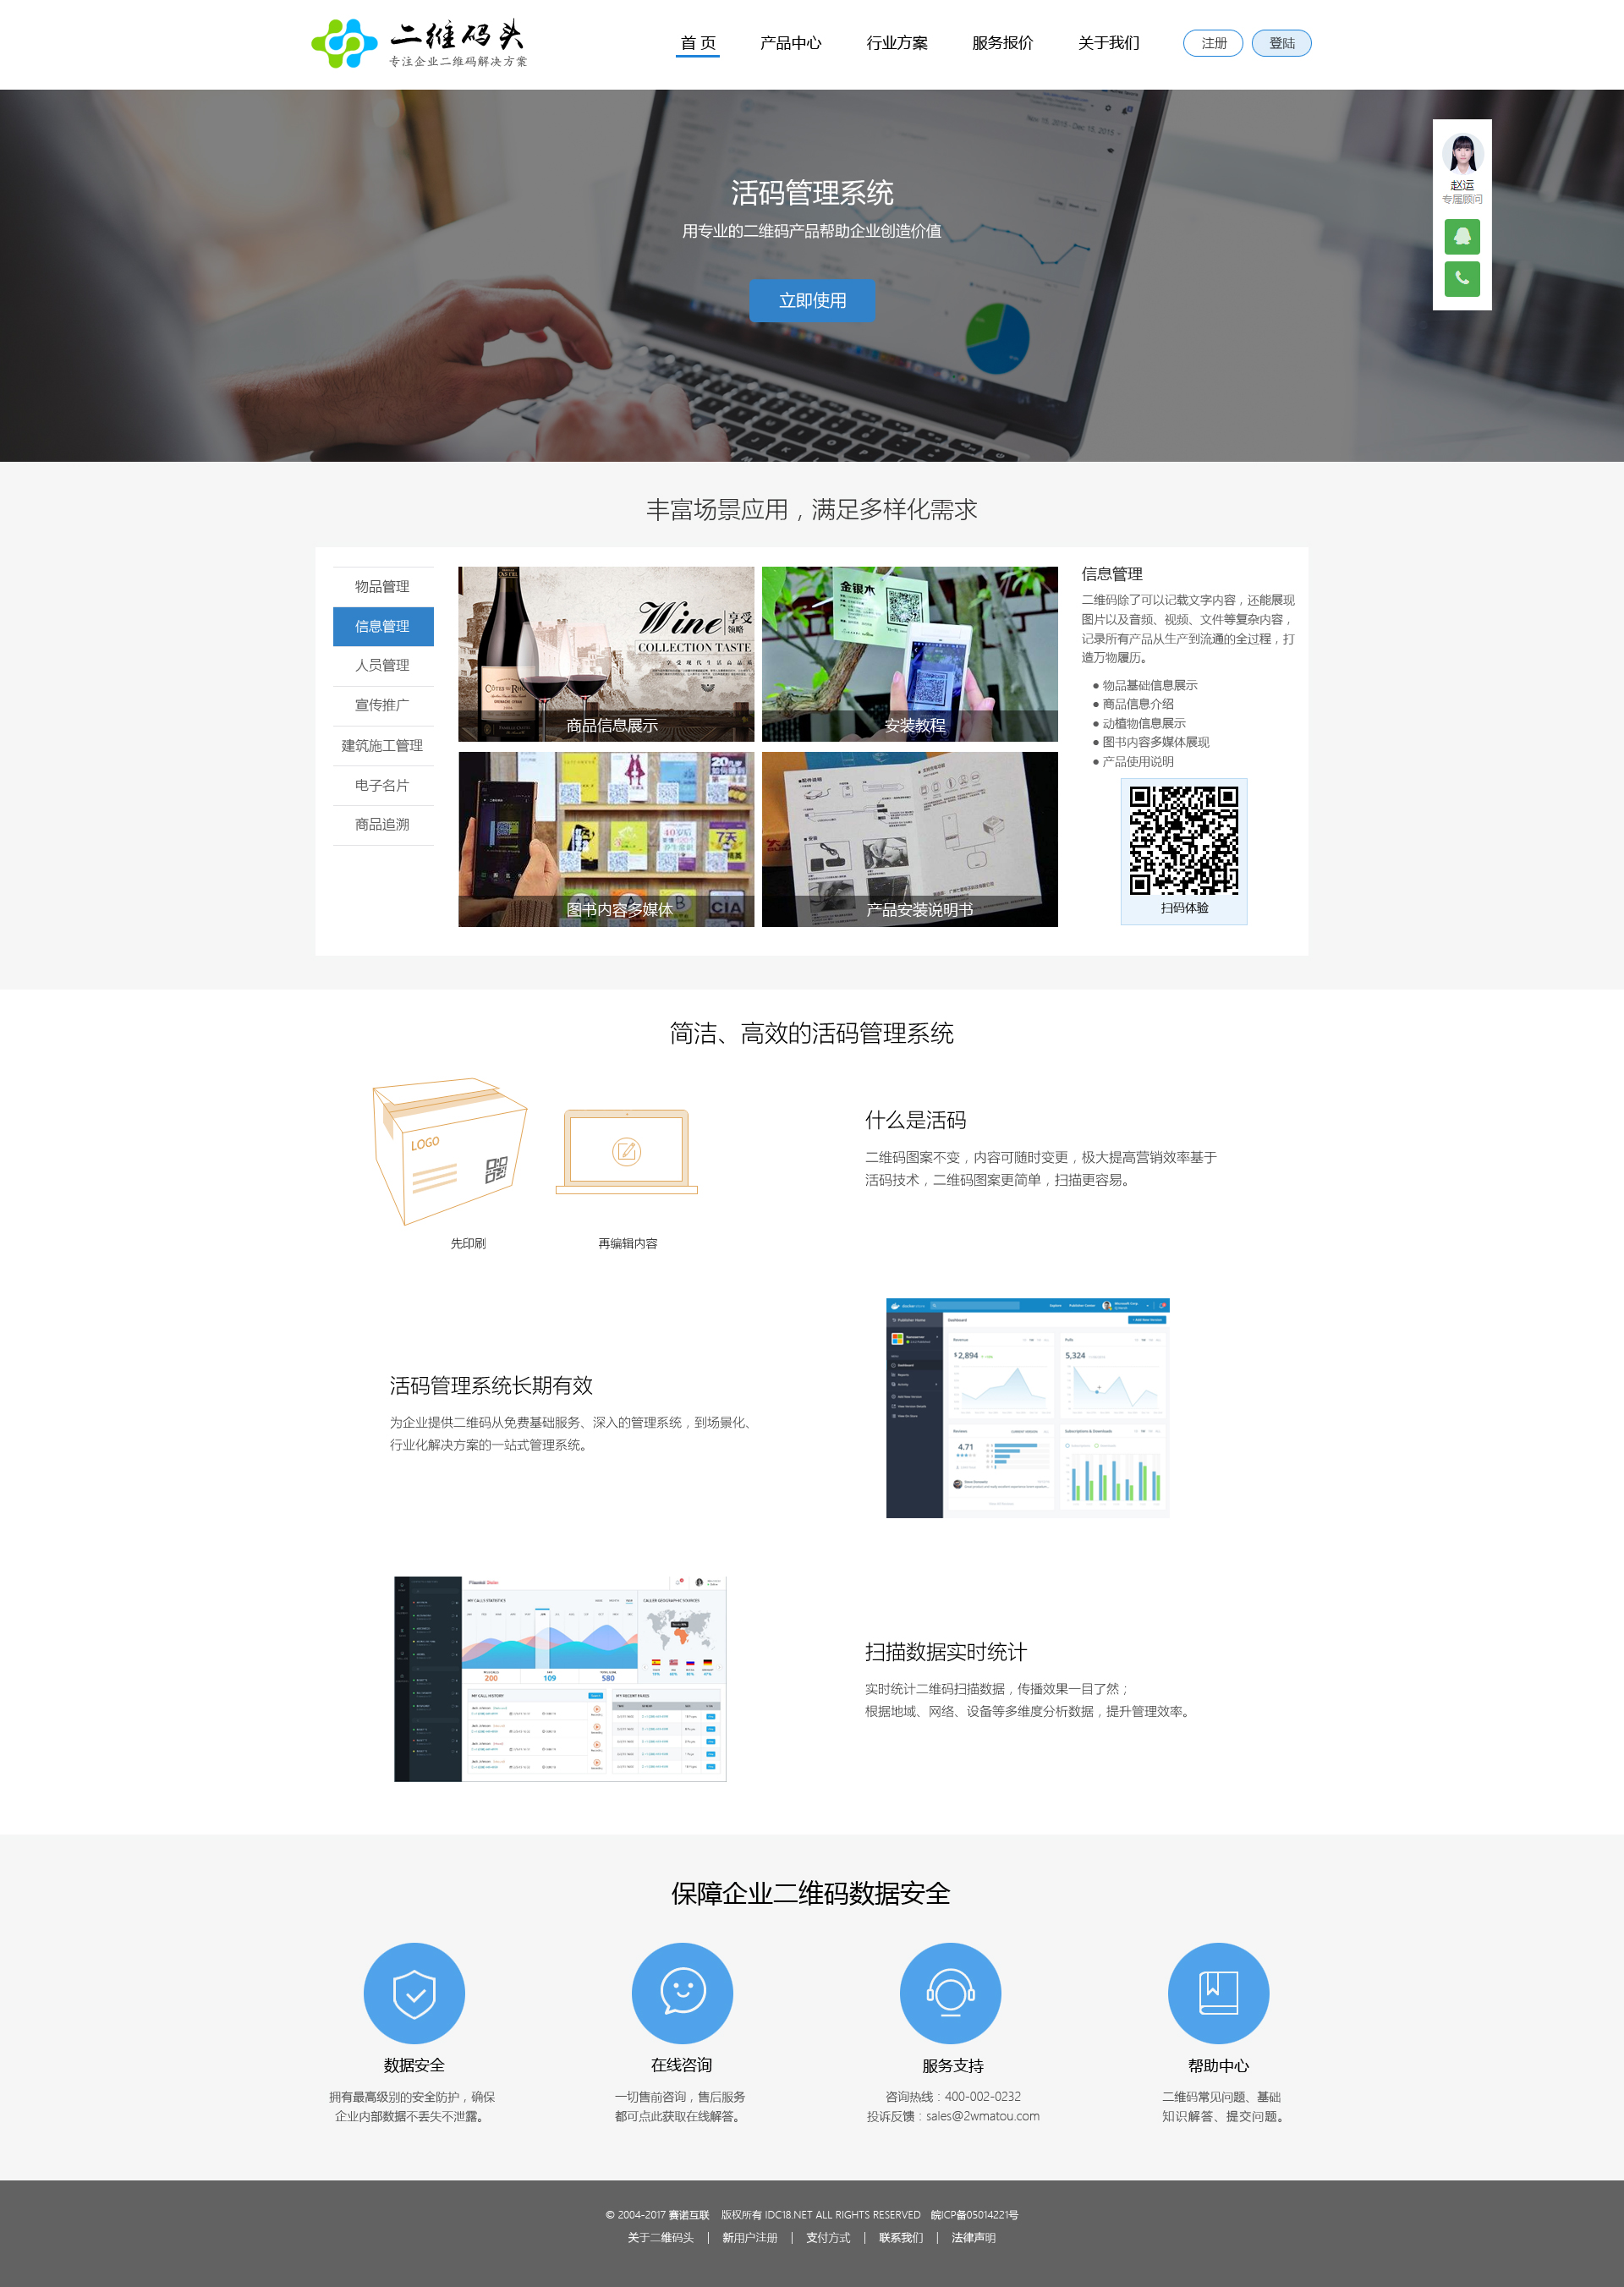 二维码头
专注企业二维码解决方案
首 页
产品中心
行业方案
服务报价
关于我们
注册
登陆
Nov 15, 2015 - Dec 15, 2015
活码管理系统
用专业的二维码产品帮助企业创造价值
立即使用
赵运
专属顾问
丰富场景应用，满足多样化需求
物品管理
信息管理
人员管理
宣传推广
建筑施工管理
电子名片
商品追溯
Wine
享受
领略
COLLECTION TASTE
商品信息展示
金银木
安装教程
图书内容多媒体
CIA
产品安装说明书
信息管理
二维码除了可以记载文字内容，还能展现
图片以及音频、视频、文件等复杂内容，
记录所有产品从生产到流通的全过程，打
造万物履历。
● 物品基础信息展示
● 商品信息介绍
● 动植物信息展示
● 图书内容多媒体展现
● 产品使用说明
扫码体验
简洁、高效的活码管理系统
LOGO
先印刷
再编辑内容
什么是活码
二维码图案不变，内容可随时变更，极大提高营销效率基于
活码技术，二维码图案更简单，扫描更容易。
活码管理系统长期有效
为企业提供二维码从免费基础服务、深入的管理系统，到场景化、
行业化解决方案的一站式管理系统。
Dashboard
$2,894
5,324
4.71
MY CALLS STATISTICS
CALLER GEOGRAPHIC SOURCES
200
109
580
MY CALL HISTORY
MY RECENT FAXES
扫描数据实时统计
实时统计二维码扫描数据，传播效果一目了然；
根据地域、网络、设备等多维度分析数据，提升管理效率。
保障企业二维码数据安全
数据安全
拥有最高级别的安全防护，确保
企业内部数据不丢失不泄露。
在线咨询
一切售前咨询，售后服务
都可点此获取在线解答。
服务支持
咨询热线：400-002-0232
投诉反馈：sales@2wmatou.com
帮助中心
二维码常见问题、基础
知识解答、提交问题。
© 2004-2017 赛诺互联 版权所有 IDC18.NET ALL RIGHTS RESERVED 皖ICP备05014221号
关于二维码头 | 新用户注册 | 支付方式 | 联系我们 | 法律声明